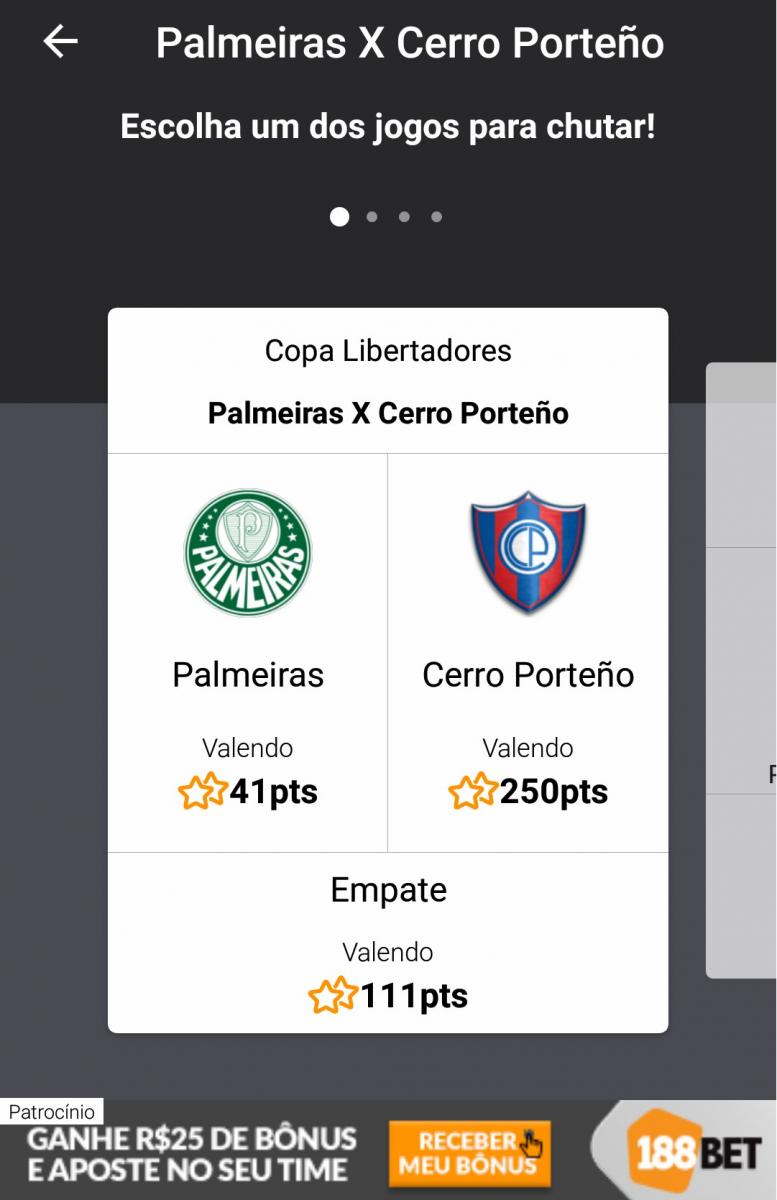 Palmeiras X Cerro Porteño
Escolha um dos jogos para chutar!
Copa Libertadores
Palmeiras X Cerro Porteño
P
PALMEIRAS
CP
Palmeiras
Cerro Porteño
Valendo
41pts
Valendo
250pts
Empate
Valendo
111pts
Patrocínio
GANHE R$25 DE BÔNUS
E APOSTE NO SEU TIME
RECEBER
MEU BÔNUS
188BET